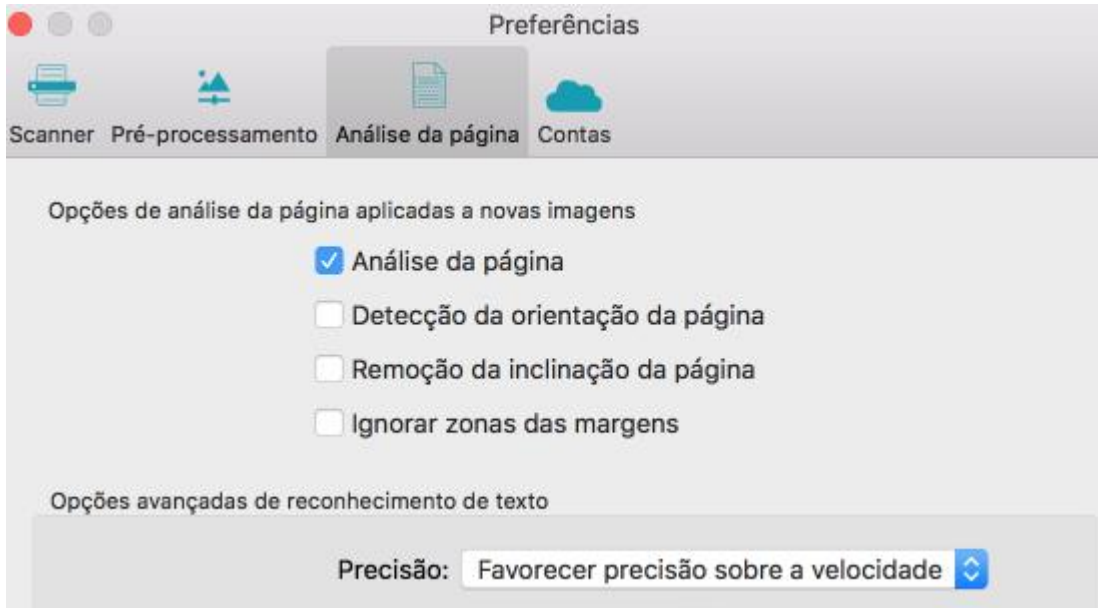 Preferências
Scanner Pré-processamento Análise da página Contas
Opções de análise da página aplicadas a novas imagens
Análise da página
Detecção da orientação da página
Remoção da inclinação da página
Ignorar zonas das margens
Opções avançadas de reconhecimento de texto
Precisão: Favorecer precisão sobre a velocidade